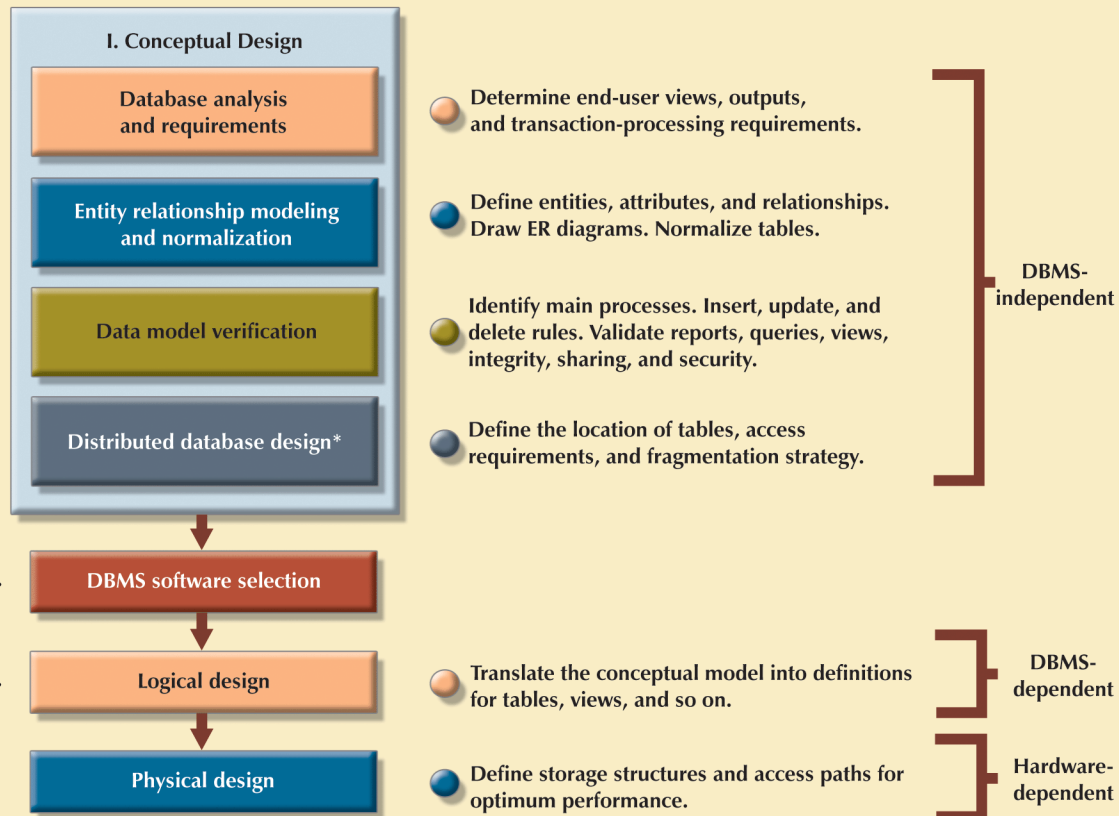 I. Conceptual Design
Database analysis
and requirements
Determine end-user views, outputs,
and transaction-processing requirements.
Entity relationship modeling
and normalization
Define entities, attributes, and relationships.
Draw ER diagrams. Normalize tables.
Data model verification
Identify main processes. Insert, update, and
delete rules. Validate reports, queries, views,
integrity, sharing, and security.
Distributed database design*
Define the location of tables, access
requirements, and fragmentation strategy.
DBMS-
independent
DBMS software selection
Logical design
Translate the conceptual model into definitions
for tables, views, and so on.
DBMS-
dependent
Physical design
Define storage structures and access paths for
optimum performance.
Hardware-
dependent